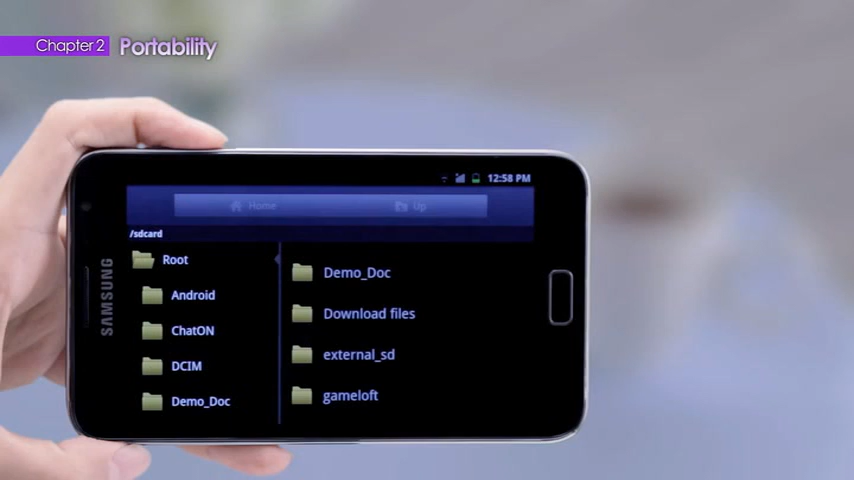 Chapter 2 Portability
12:58 PM
Home Up
/sdcard
Root
Android
ChatON
DCIM
Demo_Doc
Demo_Doc
Download files
external_sd
gameloft
SAMSUNG